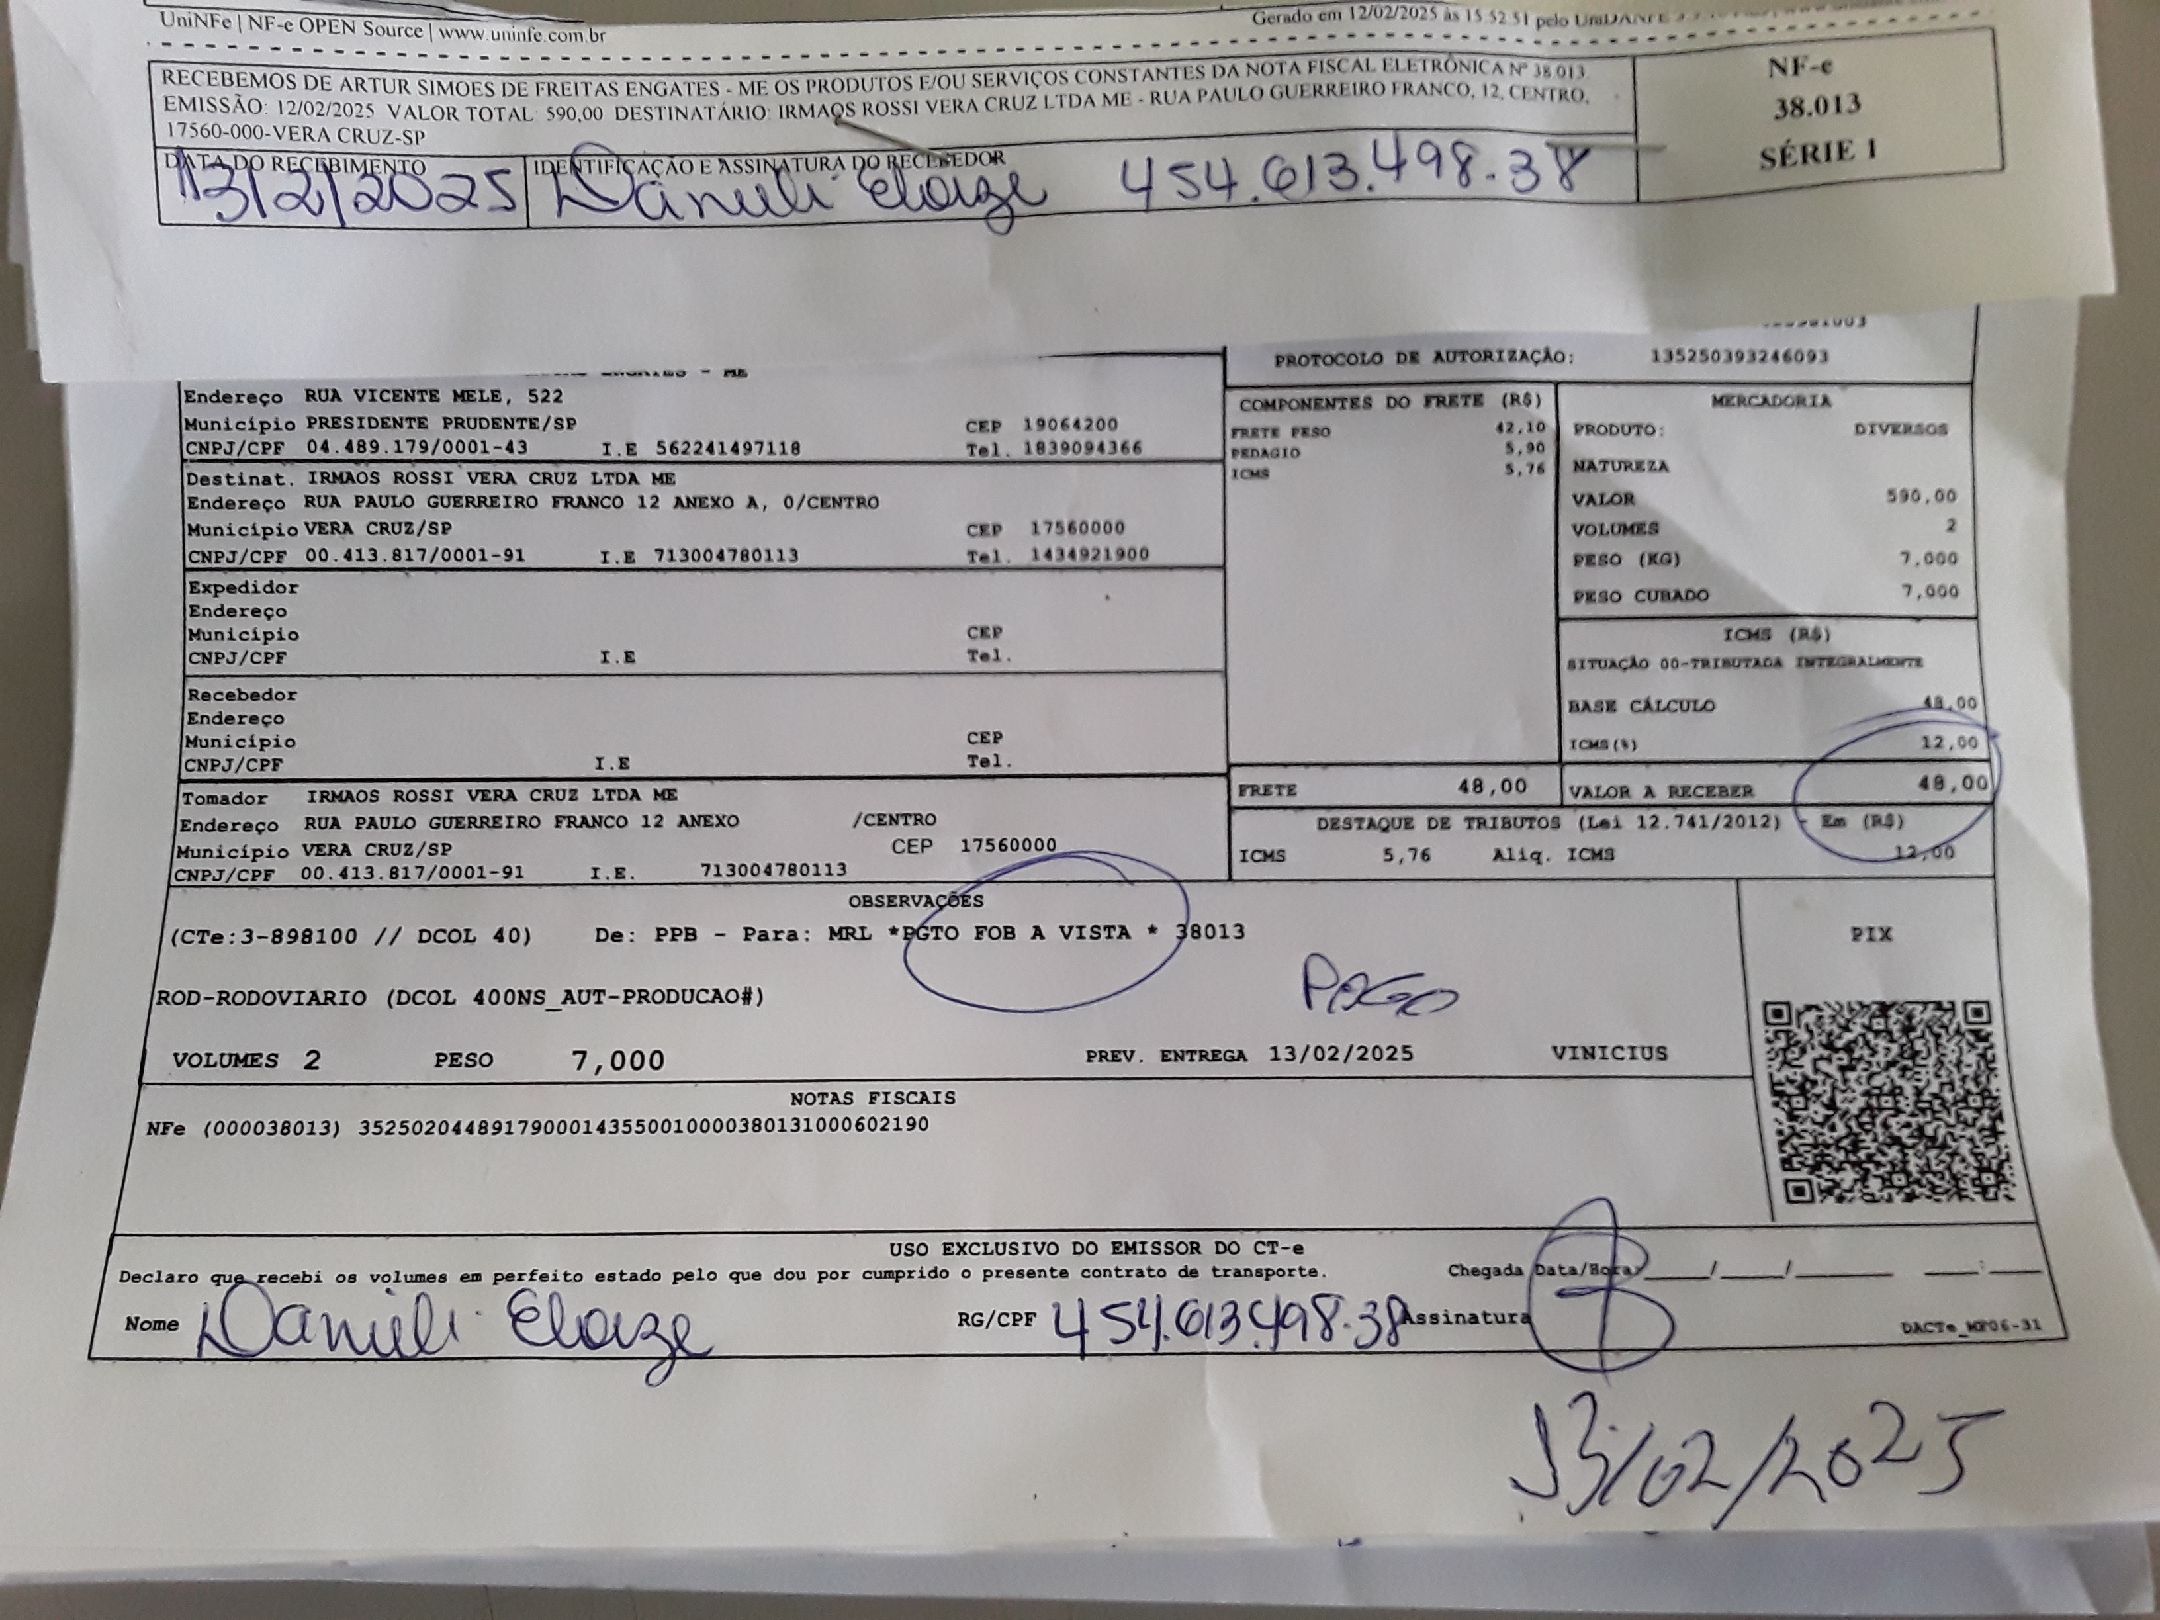 UniNFe | NF-e OPEN Source | www.uninfe.com.br
Gerado em 12/02/2025 às 15:52:51 pelo UniDANFE
RECEBEMOS DE ARTUR SIMOES DE FREITAS ENGATES - ME OS PRODUTOS E/OU SERVIÇOS CONSTANTES DA NOTA FISCAL ELETRÔNICA Nº 38.013
EMISSÃO: 12/02/2025 VALOR TOTAL: 590,00 DESTINATÁRIO: IRMAOS ROSSI VERA CRUZ LTDA ME - RUA PAULO GUERREIRO FRANCO, 12, CENTRO,
17560-000-VERA CRUZ-SP
NF-e
38.013
SÉRIE 1
DATA DO RECEBIMENTO
13/2/2025
IDENTIFICAÇÃO E ASSINATURA DO RECEBEDOR
Danieli Eloize 454.613.498.38
ENGATES - ME
Endereço RUA VICENTE MELE, 522
Município PRESIDENTE PRUDENTE/SP CEP 19064200
CNPJ/CPF 04.489.179/0001-43 I.E 562241497118 Tel. 1839094366
Destinat. IRMAOS ROSSI VERA CRUZ LTDA ME
Endereço RUA PAULO GUERREIRO FRANCO 12 ANEXO A, 0/CENTRO
Município VERA CRUZ/SP CEP 17560000
CNPJ/CPF 00.413.817/0001-91 I.E 713004780113 Tel. 1434921900
Expedidor
Endereço
Município CEP
CNPJ/CPF I.E Tel.
Recebedor
Endereço
Município CEP
CNPJ/CPF I.E Tel.
Tomador IRMAOS ROSSI VERA CRUZ LTDA ME
Endereço RUA PAULO GUERREIRO FRANCO 12 ANEXO /CENTRO
Município VERA CRUZ/SP CEP 17560000
CNPJ/CPF 00.413.817/0001-91 I.E. 713004780113
PROTOCOLO DE AUTORIZAÇÃO: 135250393246093
COMPONENTES DO FRETE (R$)
FRETE PESO 42,10
PEDAGIO 5,90
ICMS 5,76
FRETE 48,00
MERCADORIA
PRODUTO: DIVERSOS
NATUREZA
VALOR 590,00
VOLUMES 2
PESO (KG) 7,000
PESO CUBADO 7,000
ICMS (R$)
SITUAÇÃO 00-TRIBUTADA INTEGRALMENTE
BASE CÁLCULO 48,00
ICMS(%) 12,00
VALOR A RECEBER 48,00
DESTAQUE DE TRIBUTOS (Lei 12.741/2012) - Em (R$)
ICMS 5,76 Aliq. ICMS 12,00
OBSERVAÇÕES
(CTe:3-898100 // DCOL 40) De: PPB - Para: MRL *PGTO FOB A VISTA * 38013
PAGO
ROD-RODOVIARIO (DCOL 400NS_AUT-PRODUCAO#)
VOLUMES 2 PESO 7,000 PREV. ENTREGA 13/02/2025 VINICIUS
PIX
NOTAS FISCAIS
NFe (000038013) 35250204489179000143550010000380131000602190
USO EXCLUSIVO DO EMISSOR DO CT-e
Declaro que recebi os volumes em perfeito estado pelo que dou por cumprido o presente contrato de transporte. Chegada Data/Hora: ____/____/________ ____:____
Nome Danieli Eloize RG/CPF 454.613.498.38 Assinatura
DACTe_MP06-31
13/02/2025